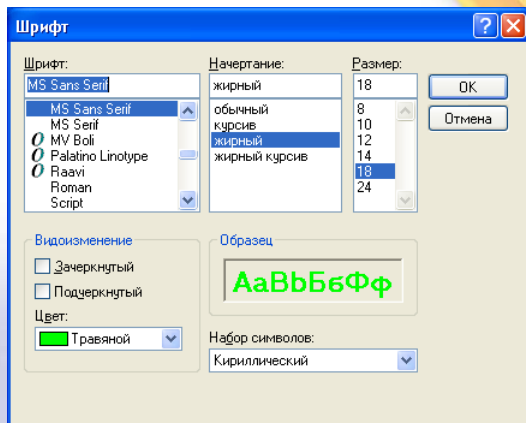 Шрифт
Шрифт:
MS Sans Serif
MS Sans Serif
MS Serif
MV Boli
Palatino Linotype
Raavi
Roman
Script
Начертание:
жирный
обычный
курсив
жирный
жирный курсив
Размер:
18
8
10
12
14
18
24
OK
Отмена
Видоизменение
Зачеркнутый
Подчеркнутый
Цвет:
Травяной
Образец
АаBbБбФф
Набор символов:
Кириллический